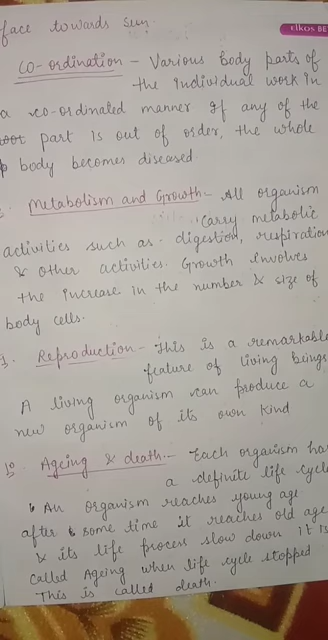 face towards sun.
elkos BE
CO-ordination - Various body parts of
the individual work in
a co-ordinated manner If any of the
part is out of order, the whole
body becomes diseased
Metabolism and Growth - All organism
carry metabolic
activities such as digestion, respiration
& other activities. Growth involves
the increase in the number & size of
body cells.
9. Reproduction - This is a remarkable
feature of living beings
A living organism can produce a
new organism of its own kind
10. Ageing & death. - Each organism has
a definite life cycle
An organism reaches young age
after some time it reaches old age
& its life process slow down it is
called Ageing when life cycle stopped
This is called death.